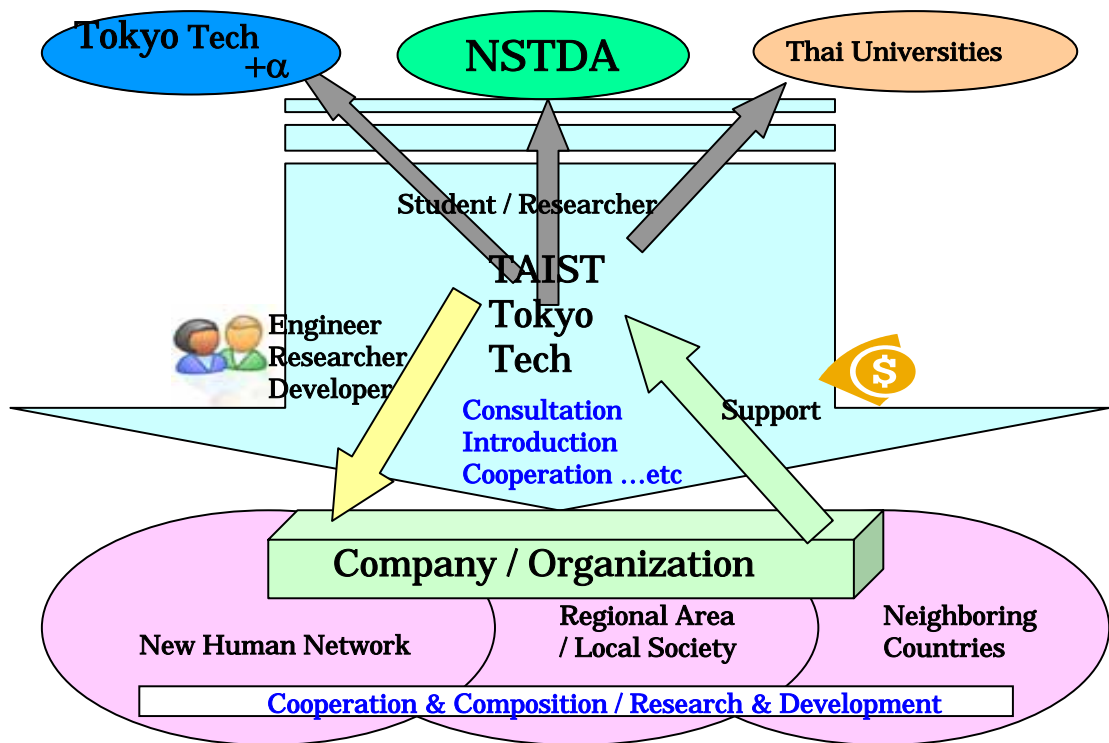 Tokyo Tech
+α
NSTDA
Thai Universities
Student / Researcher
TAIST
Tokyo
Tech
Engineer
Researcher
Developer
$
Support
Consultation
Introduction
Cooperation …etc
Company / Organization
New Human Network
Regional Area
/ Local Society
Neighboring
Countries
Cooperation & Composition / Research & Development